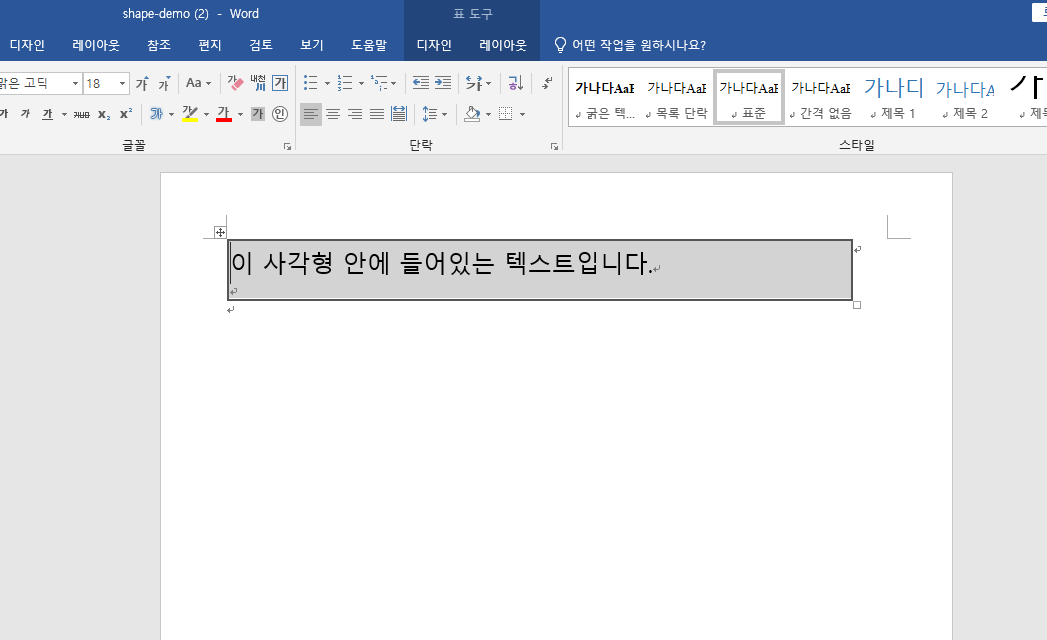 shape-demo (2) - Word
표 도구
디자인 레이아웃 참조 편지 검토 보기 도움말 디자인 레이아웃 어떤 작업을 원하시나요?
맑은 고딕 18 가 가 Aa 가 내천 가
가 가 가 abc x₂ x² 가 가 가 가
가나다AaB 가나다AaB 가나다AaB 가나다AaB 가나디 가나다A
굵은 텍... 목록 단락 표준 간격 없음 제목 1 제목 2 제목
글꼴 단락 스타일
이 사각형 안에 들어있는 텍스트입니다.